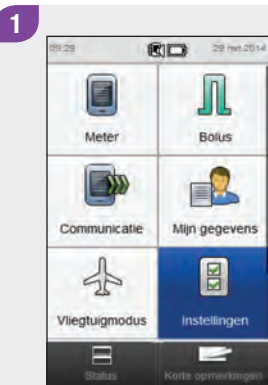 1
09:29
29 mei 2014
Meter
Bolus
Communicatie
Mijn gegevens
Vliegtuigmodus
Instellingen
Status
Korte opmerkingen